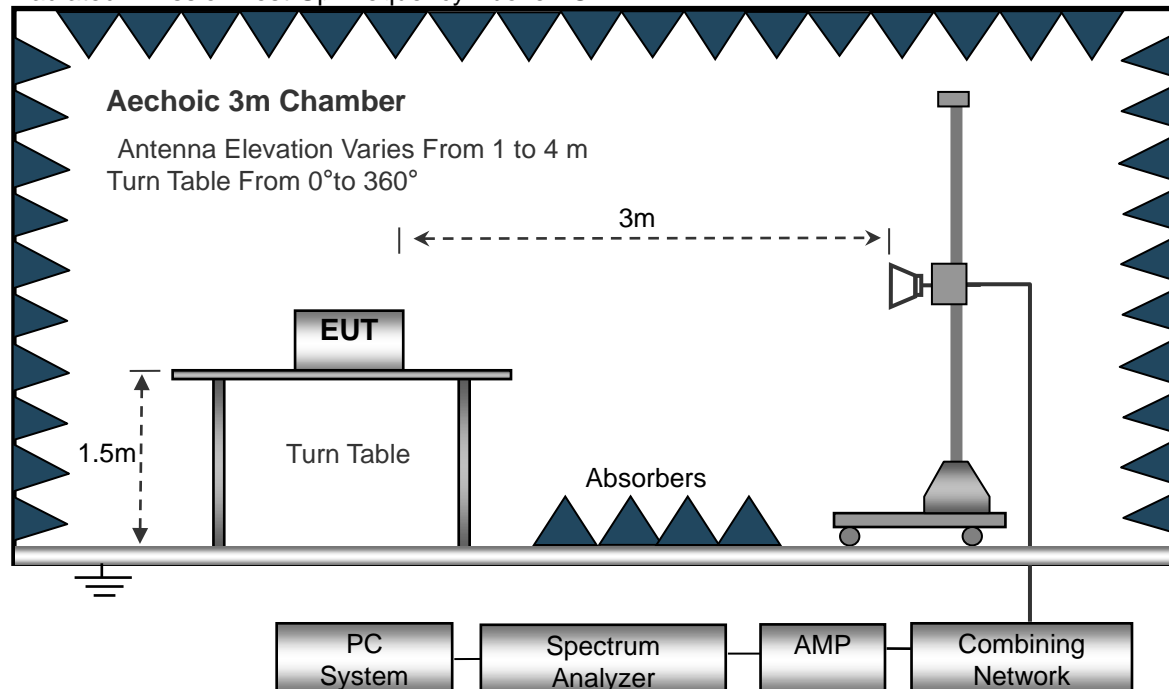 Aechoic 3m Chamber
Antenna Elevation Varies From 1 to 4 m
Turn Table From 0°to 360°
3m
EUT
1.5m
Turn Table
Absorbers
PC
System
Spectrum
Analyzer
AMP
Combining
Network